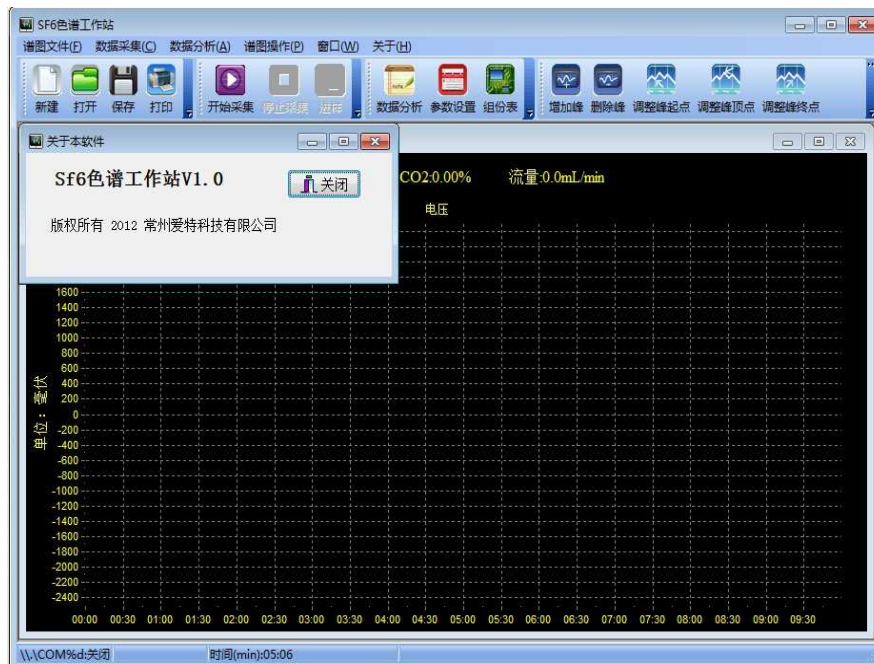 SF6色谱工作站
谱图文件(F) 数据采集(C) 数据分析(A) 谱图操作(P) 窗口(W) 关于(H)
新建 打开 保存 打印 开始采集 停止采集 进样 数据分析 参数设置 组份表 增加峰 删除峰 调整峰起点 调整峰顶点 调整峰终点
关于本软件
Sf6色谱工作站V1.0
关闭
版权所有 2012 常州爱特科技有限公司
CO2:0.00% 流量:0.0mL/min
电压
单位：毫伏
1600
1400
1200
1000
800
600
400
200
0
-200
-400
-600
-800
-1000
-1200
-1400
-1600
-1800
-2000
-2200
-2400
00:00 00:30 01:00 01:30 02:00 02:30 03:00 03:30 04:00 04:30 05:00 05:30 06:00 06:30 07:00 07:30 08:00 08:30 09:00 09:30
\\.\COM%d:关闭 时间(min):05:06